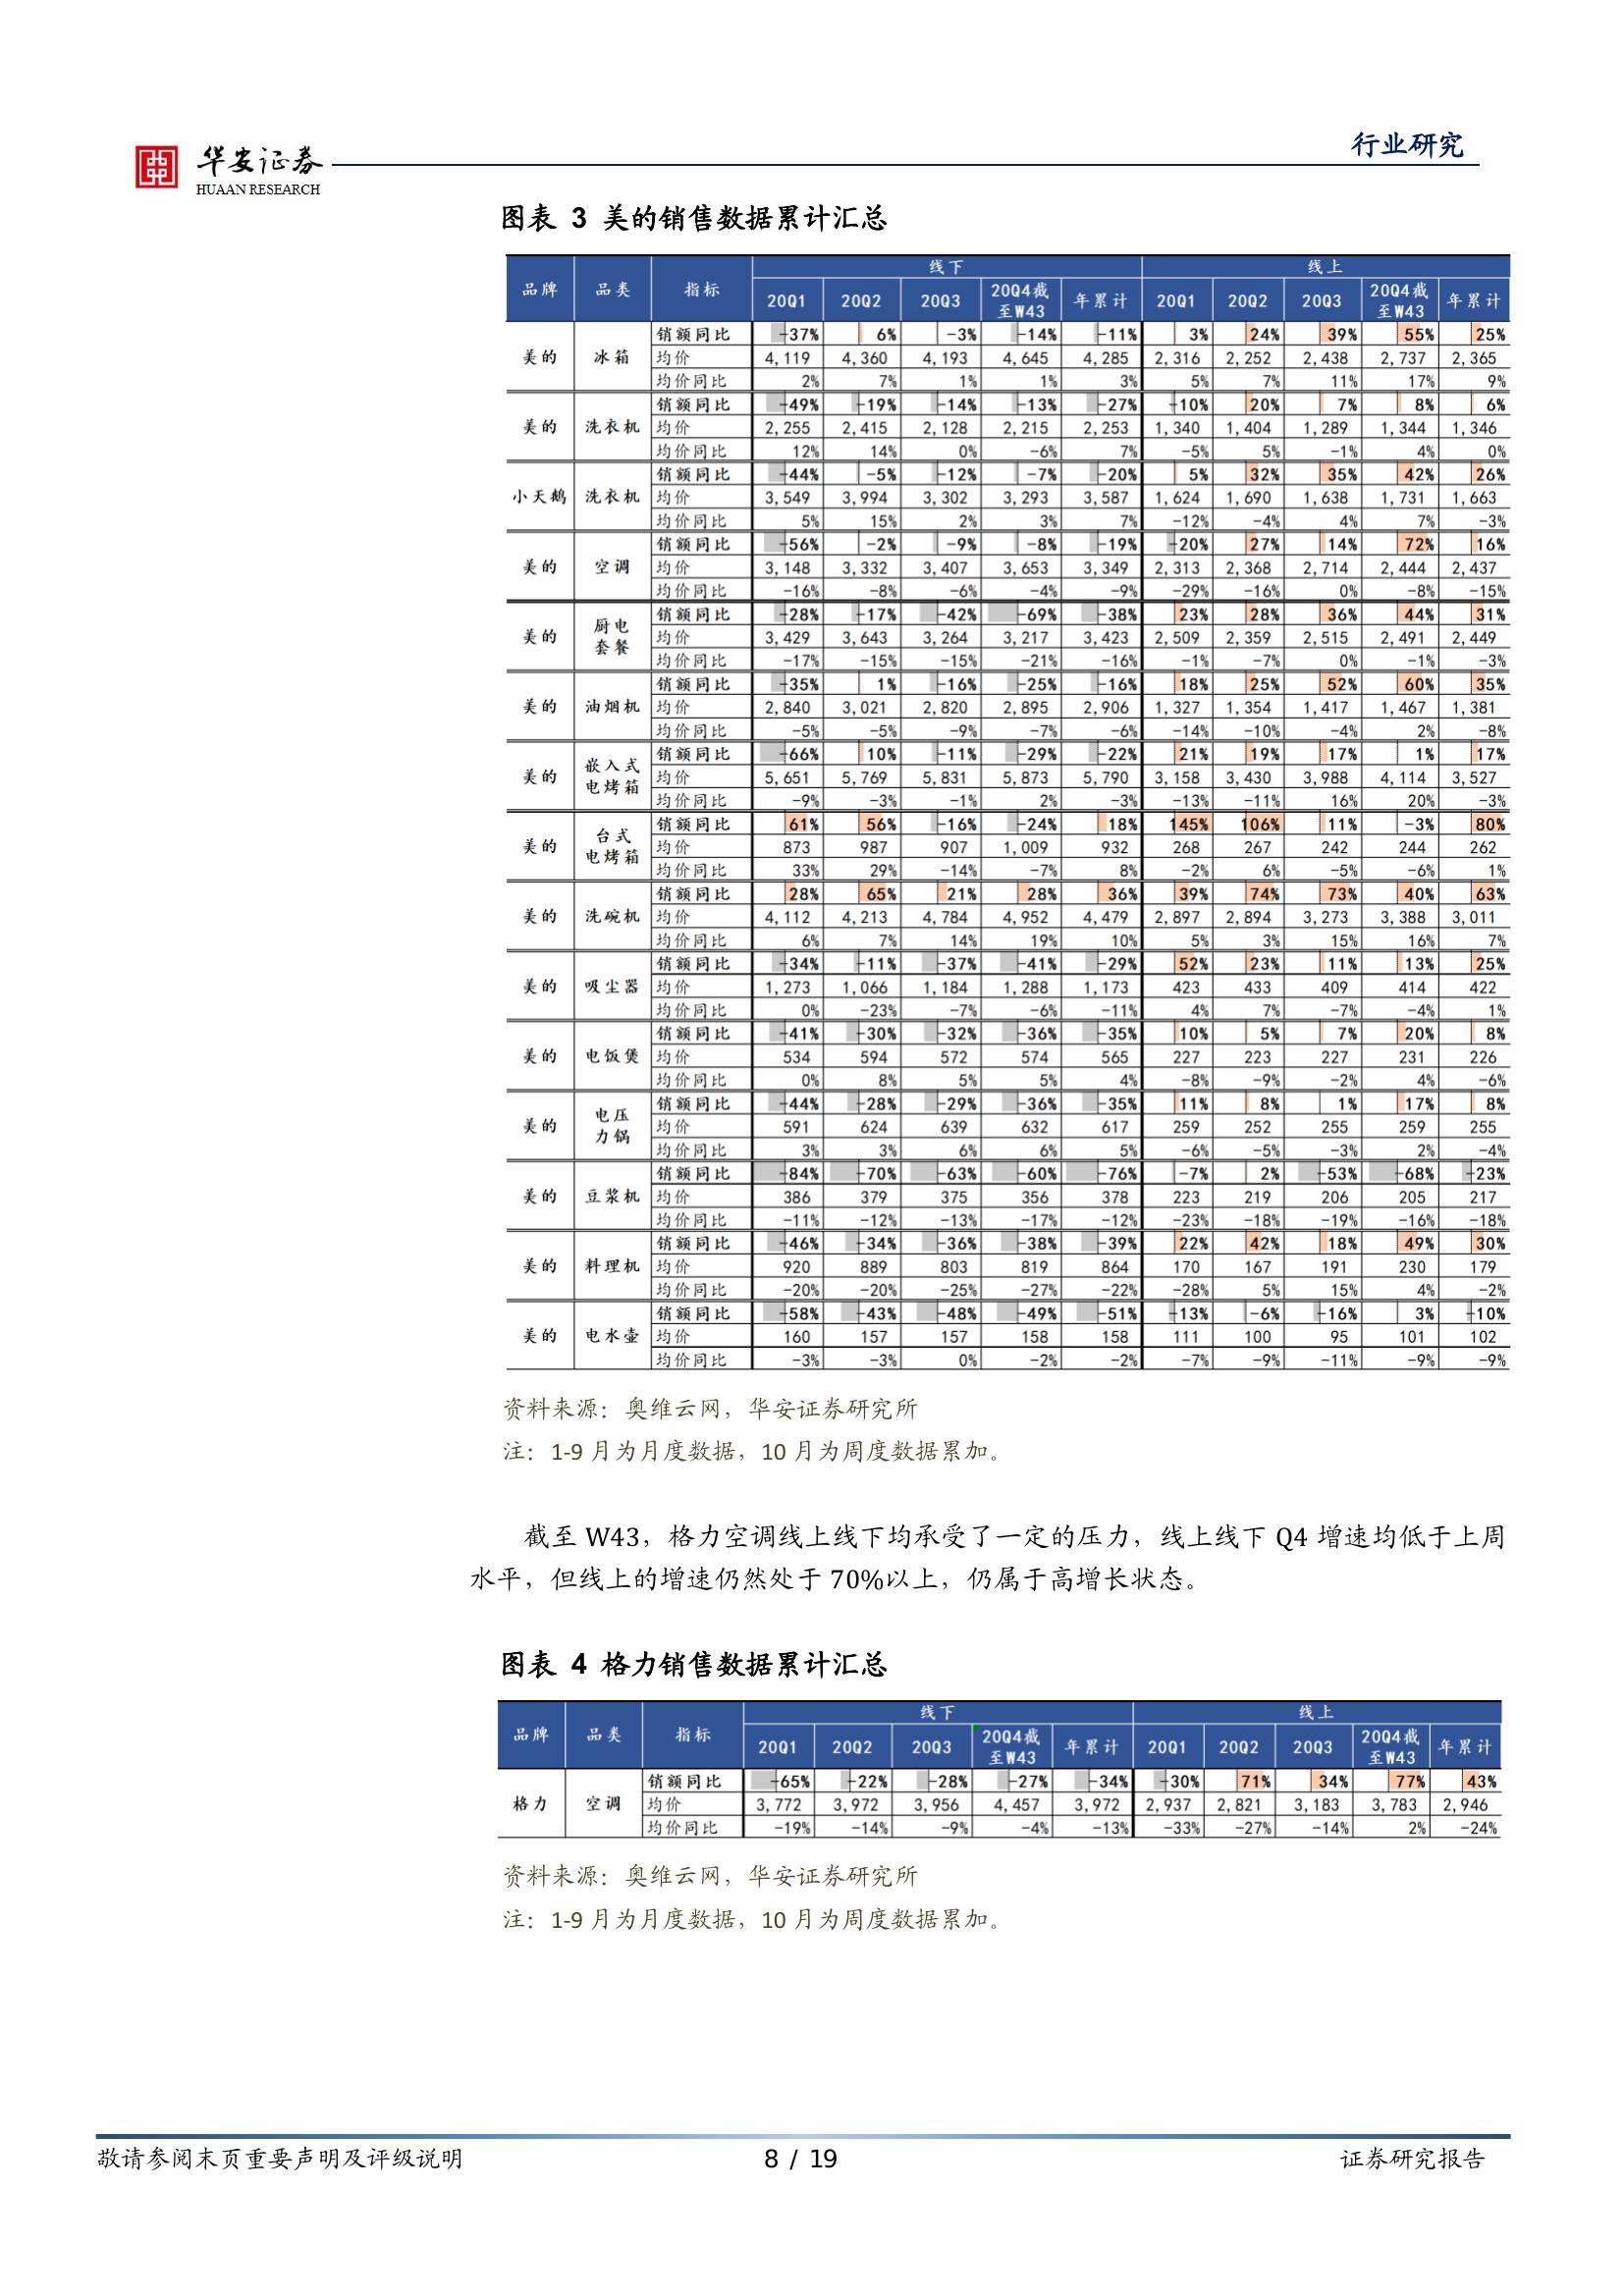 华安证券
HUAAN RESEARCH
行业研究
图表 3 美的销售数据累计汇总
品牌 品类 指标 线下 线上
20Q1 20Q2 20Q3 20Q4截至W43 年累计 20Q1 20Q2 20Q3 20Q4截至W43 年累计
美的 冰箱 销额同比 -37% 6% -3% -14% -11% 3% 24% 39% 55% 25%
均价 4,119 4,360 4,193 4,645 4,285 2,316 2,252 2,438 2,737 2,365
均价同比 2% 7% 1% 1% 3% 5% 7% 11% 17% 9%
美的 洗衣机 销额同比 -49% -19% -14% -13% -27% -10% 20% 7% 8% 6%
均价 2,255 2,415 2,128 2,215 2,253 1,340 1,404 1,289 1,344 1,346
均价同比 12% 14% 0% -6% 7% -5% 5% -1% 4% 0%
小天鹅 洗衣机 销额同比 -44% -5% -12% -7% -20% 5% 32% 35% 42% 26%
均价 3,549 3,994 3,302 3,293 3,587 1,624 1,690 1,638 1,731 1,663
均价同比 5% 15% 2% 3% 7% -12% -4% 4% 7% -3%
美的 空调 销额同比 -56% -2% -9% -8% -19% -20% 27% 14% 72% 16%
均价 3,148 3,332 3,407 3,653 3,349 2,313 2,368 2,714 2,444 2,437
均价同比 -16% -8% -6% -4% -9% -29% -16% 0% -8% -15%
美的 厨电套餐 销额同比 -28% -17% -42% -69% -38% 23% 28% 36% 44% 31%
均价 3,429 3,643 3,264 3,217 3,423 2,509 2,359 2,515 2,491 2,449
均价同比 -17% -15% -15% -21% -16% -1% -7% 0% -1% -3%
美的 油烟机 销额同比 -35% 1% -16% -25% -16% 18% 25% 52% 60% 35%
均价 2,840 3,021 2,820 2,895 2,906 1,327 1,354 1,417 1,467 1,381
均价同比 -5% -5% -9% -7% -6% -14% -10% -4% 2% -8%
美的 嵌入式电烤箱 销额同比 -66% 10% -11% -29% -22% 21% 19% 17% 1% 17%
均价 5,651 5,769 5,831 5,873 5,790 3,158 3,430 3,988 4,114 3,527
均价同比 -9% -3% -1% 2% -3% -13% -11% 16% 20% -3%
美的 台式电烤箱 销额同比 61% 56% -16% -24% 18% 145% 106% 11% -3% 80%
均价 873 987 907 1,009 932 268 267 242 244 262
均价同比 33% 29% -14% -7% 8% -2% 6% -5% -6% 1%
美的 洗碗机 销额同比 28% 65% 21% 28% 36% 39% 74% 73% 40% 63%
均价 4,112 4,213 4,784 4,952 4,479 2,897 2,894 3,273 3,388 3,011
均价同比 6% 7% 14% 19% 10% 5% 3% 15% 16% 7%
美的 吸尘器 销额同比 -34% -11% -37% -41% -29% 52% 23% 11% 13% 25%
均价 1,273 1,066 1,184 1,288 1,173 423 433 409 414 422
均价同比 0% -23% -7% -6% -11% 4% 7% -7% -4% 1%
美的 电饭煲 销额同比 -41% -30% -32% -36% -35% 10% 5% 7% 20% 8%
均价 534 594 572 574 565 227 223 227 231 226
均价同比 0% 8% 5% 5% 4% -8% -9% -2% 4% -6%
美的 电压力锅 销额同比 -44% -28% -29% -36% -35% 11% 8% 1% 17% 8%
均价 591 624 639 632 617 259 252 255 259 255
均价同比 3% 3% 6% 6% 5% -6% -5% -3% 2% -4%
美的 豆浆机 销额同比 -84% -70% -63% -60% -76% -7% 2% -53% -68% -23%
均价 386 379 375 356 378 223 219 206 205 217
均价同比 -11% -12% -13% -17% -12% -23% -18% -19% -16% -18%
美的 料理机 销额同比 -46% -34% -36% -38% -39% 22% 42% 18% 49% 30%
均价 920 889 803 819 864 170 167 191 230 179
均价同比 -20% -20% -25% -27% -22% -28% 5% 15% 4% -2%
美的 电水壶 销额同比 -58% -43% -48% -49% -51% -13% -6% -16% 3% -10%
均价 160 157 157 158 158 111 100 95 101 102
均价同比 -3% -3% 0% -2% -2% -7% -9% -11% -9% -9%
资料来源：奥维云网，华安证券研究所
注：1-9 月为月度数据，10 月为周度数据累加。
截至 W43，格力空调线上线下均承受了一定的压力，线上线下 Q4 增速均低于上周
水平，但线上的增速仍然处于 70%以上，仍属于高增长状态。
图表 4 格力销售数据累计汇总
品牌 品类 指标 线下 线上
20Q1 20Q2 20Q3 20Q4截至W43 年累计 20Q1 20Q2 20Q3 20Q4截至W43 年累计
格力 空调 销额同比 -65% -22% -28% -27% -34% -30% 71% 34% 77% 43%
均价 3,772 3,972 3,956 4,457 3,972 2,937 2,821 3,183 3,783 2,946
均价同比 -19% -14% -9% -4% -13% -33% -27% -14% 2% -24%
资料来源：奥维云网，华安证券研究所
注：1-9 月为月度数据，10 月为周度数据累加。
敬请参阅末页重要声明及评级说明 8 / 19 证券研究报告